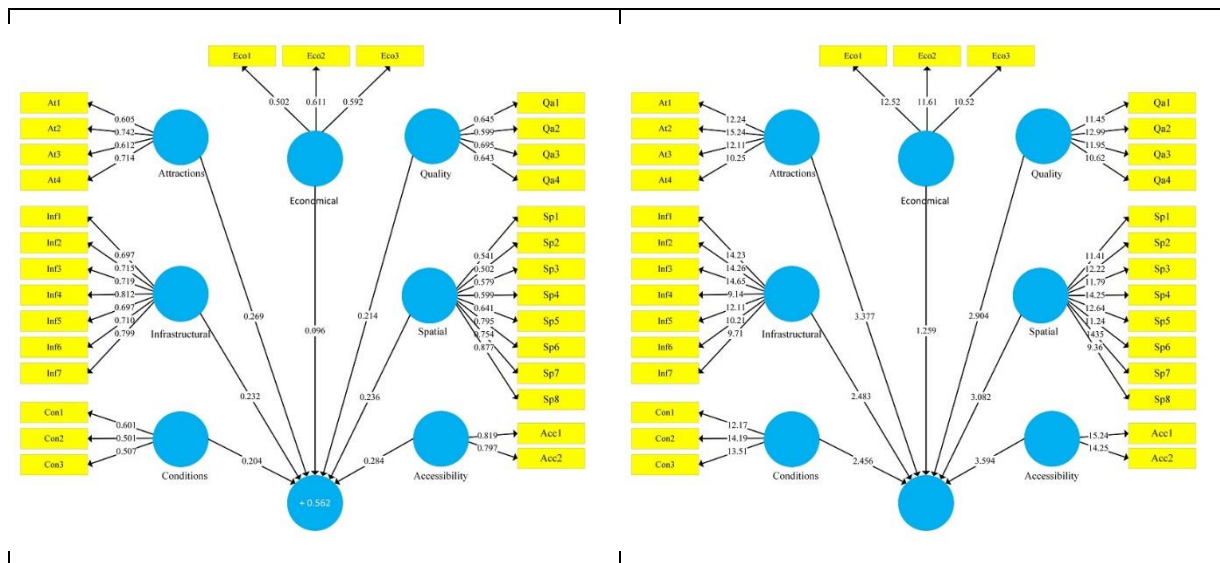 Eco1 Eco2 Eco3
0.502 0.611 0.592
At1
At2
At3
At4
0.605
0.742
0.612
0.714
Attractions
Economical
Qa1
Qa2
Qa3
Qa4
0.645
0.599
0.695
0.643
Quality
Inf1
Inf2
Inf3
Inf4
Inf5
Inf6
Inf7
0.697
0.715
0.719
0.812
0.697
0.710
0.799
Infrastructural
Sp1
Sp2
Sp3
Sp4
Sp5
Sp6
Sp7
Sp8
0.541
0.502
0.579
0.599
0.641
0.795
0.754
0.877
Spatial
0.269
0.096
0.214
0.232
0.236
Con1
Con2
Con3
0.601
0.501
0.507
Conditions
0.204
0.284
Acc1
Acc2
0.819
0.797
Accessibility
+ 0.562
Eco1 Eco2 Eco3
12.52 11.61 10.52
At1
At2
At3
At4
12.24
15.24
12.11
10.25
Attractions
Economical
Qa1
Qa2
Qa3
Qa4
11.45
12.99
11.95
10.62
Quality
Inf1
Inf2
Inf3
Inf4
Inf5
Inf6
Inf7
14.23
14.26
14.65
9.14
12.11
10.21
9.71
Infrastructural
Sp1
Sp2
Sp3
Sp4
Sp5
Sp6
Sp7
Sp8
11.41
12.22
11.79
14.25
12.64
11.24
1435
9.36
Spatial
3.377
1.259
2.904
2.483
3.082
Con1
Con2
Con3
12.17
14.19
13.51
Conditions
2.456
3.594
Acc1
Acc2
15.24
14.25
Accessibility